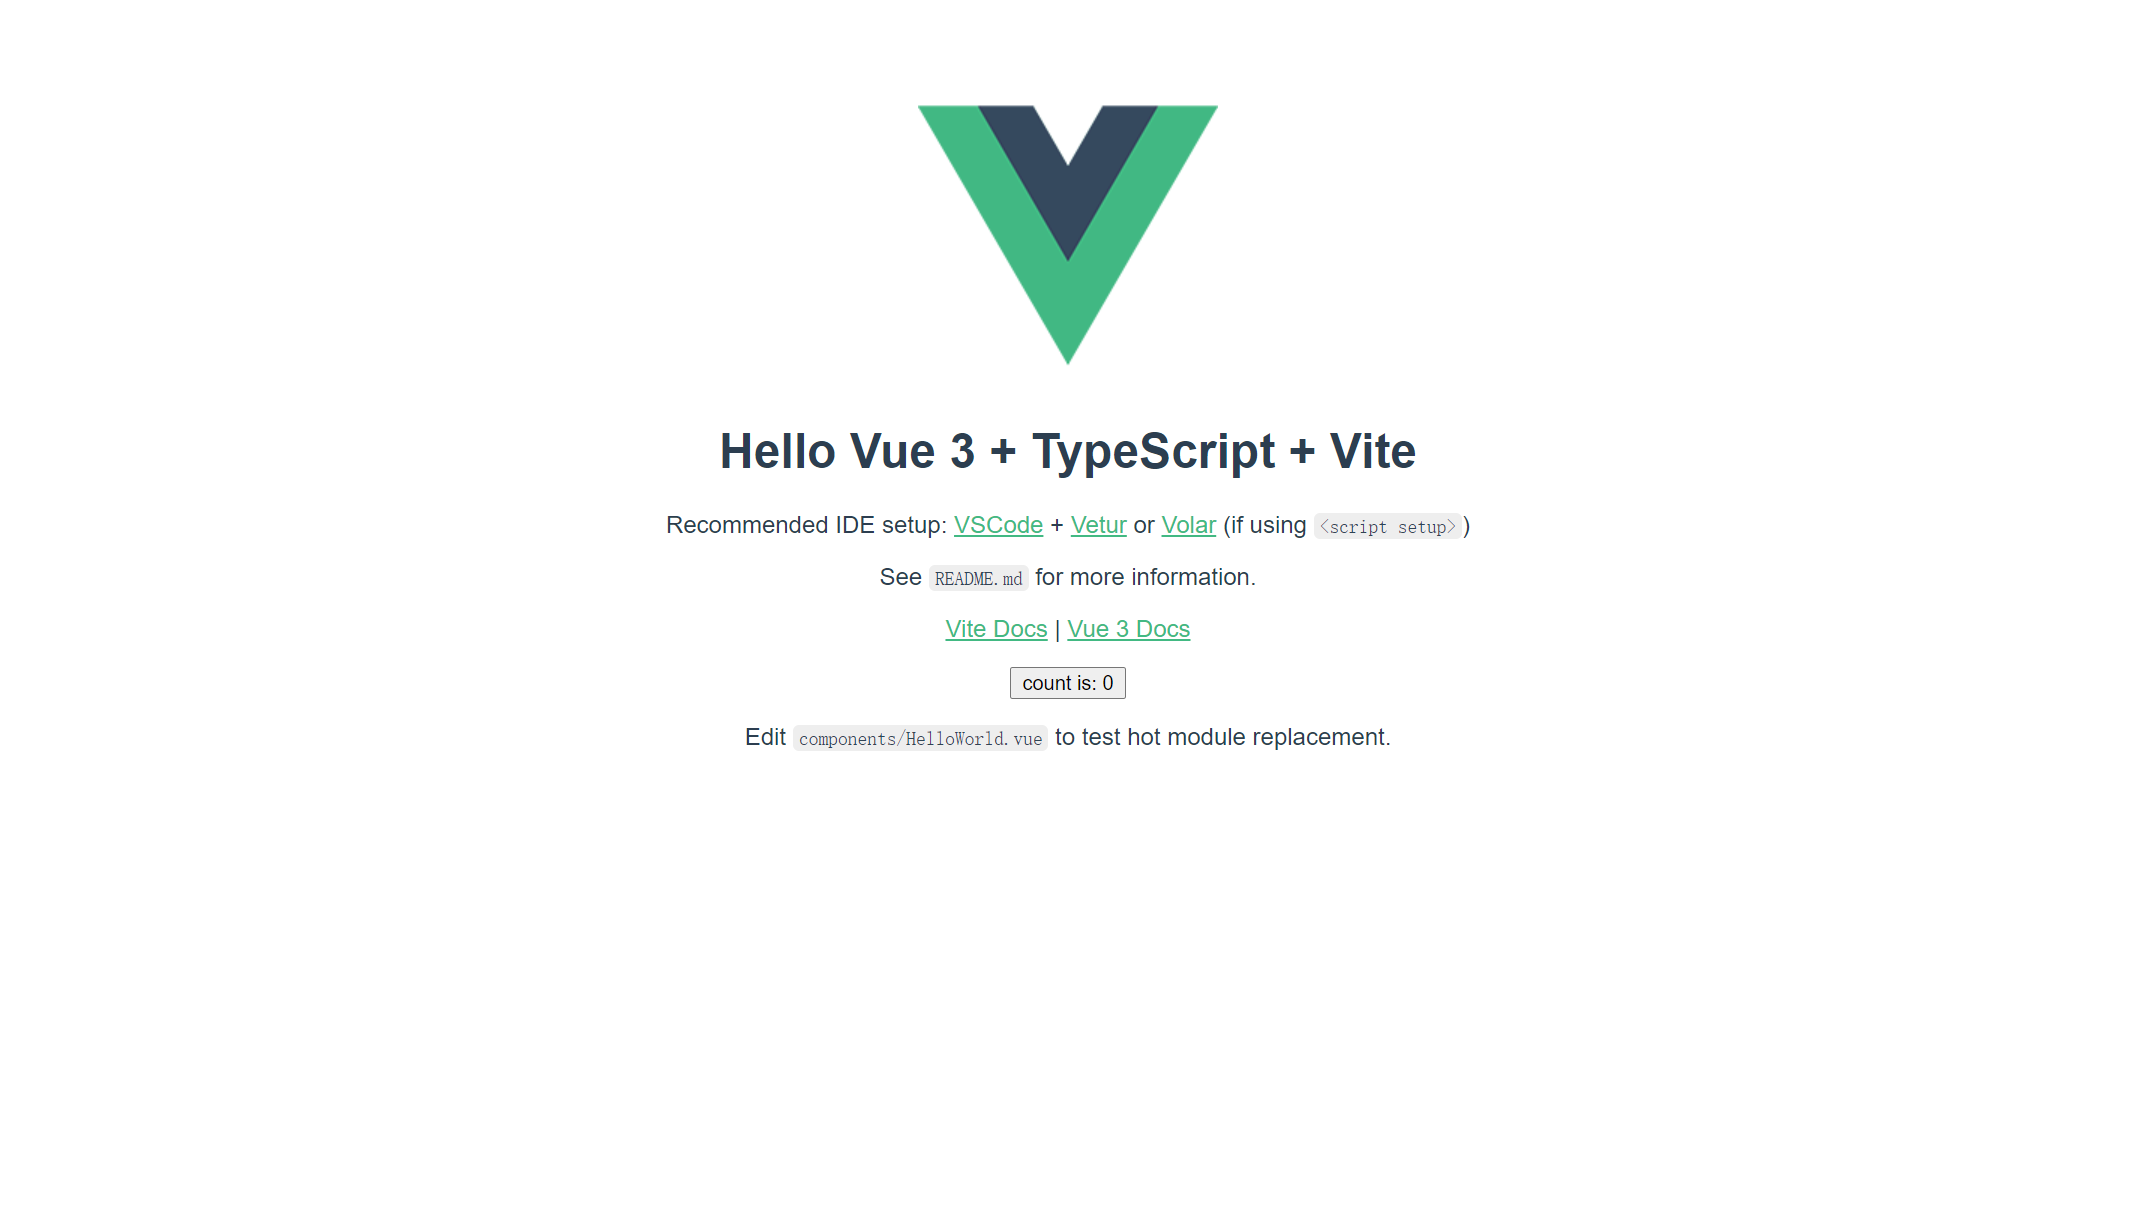 Hello Vue 3 + TypeScript + Vite
Recommended IDE setup: VSCode + Vetur or Volar (if using <script setup>)
See README.md for more information.
Vite Docs | Vue 3 Docs
count is: 0
Edit components/HelloWorld.vue to test hot module replacement.